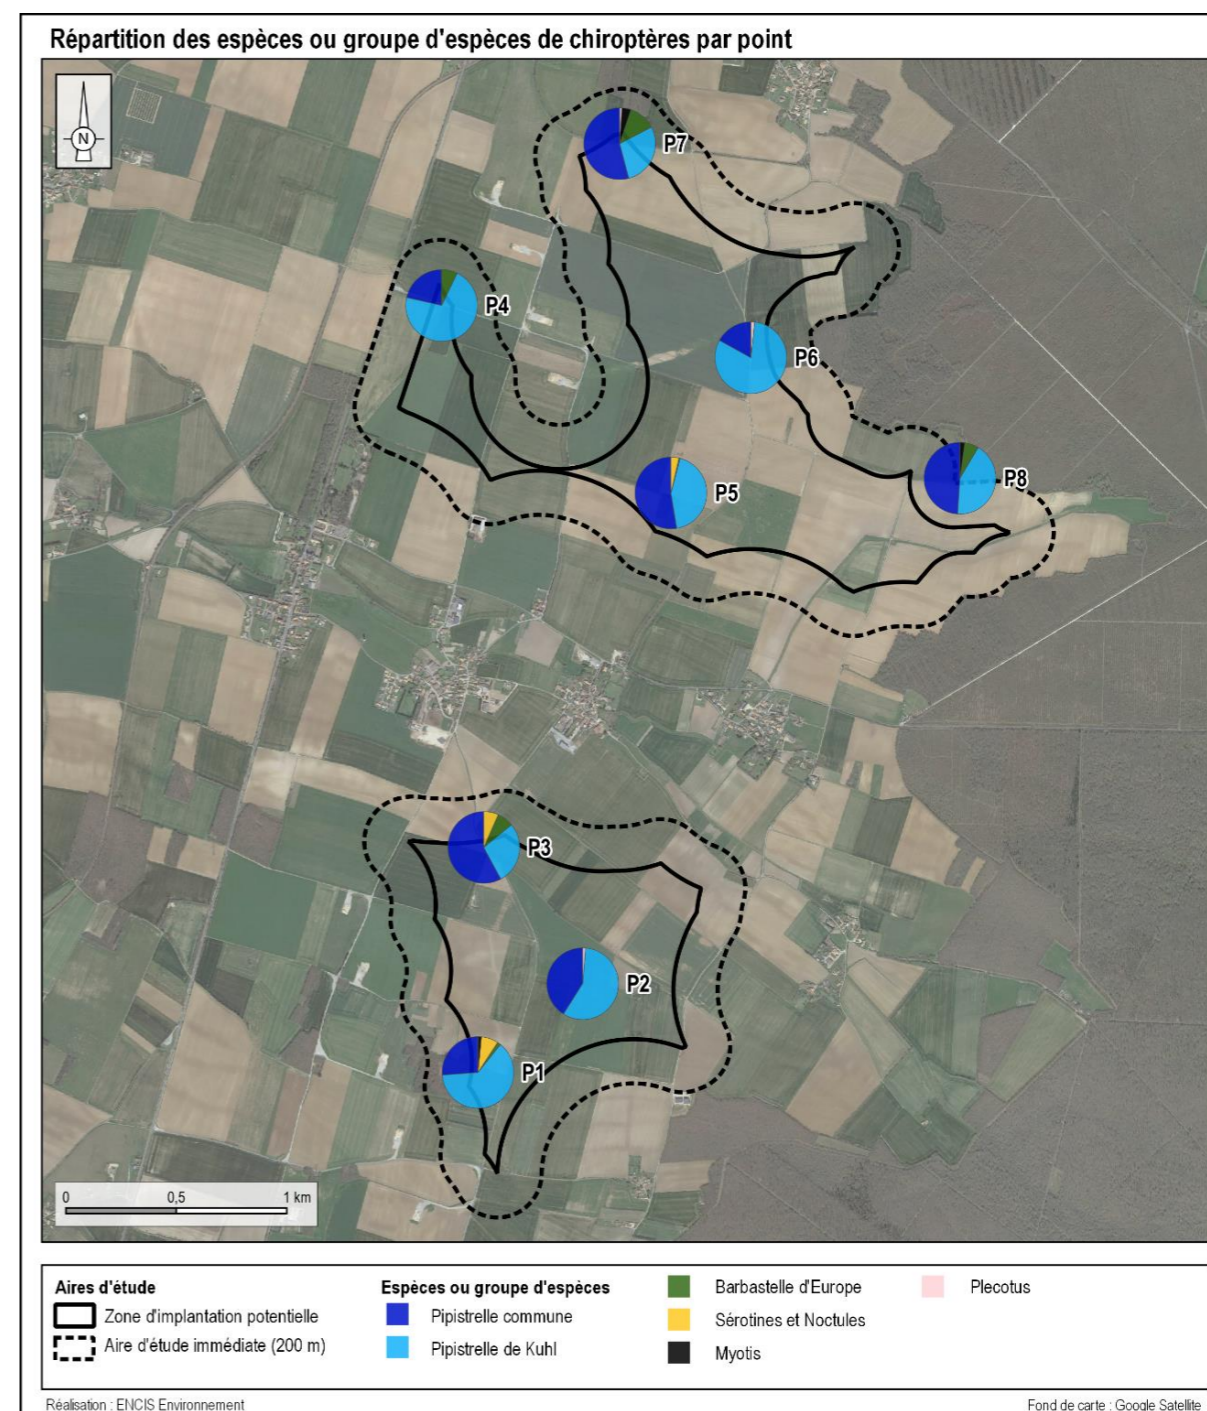 Répartition des espèces ou groupe d'espèces de chiroptères par point
N
P7
P4
P6
P8
P5
P3
P2
P1
0 0,5 1 km
Aires d'étude
Zone d'implantation potentielle
Aire d'étude immédiate (200 m)
Espèces ou groupe d'espèces
Pipistrelle commune
Pipistrelle de Kuhl
Barbastelle d'Europe
Sérotines et Noctules
Myotis
Plecotus
Réalisation : ENCIS Environnement
Fond de carte : Google Satellite